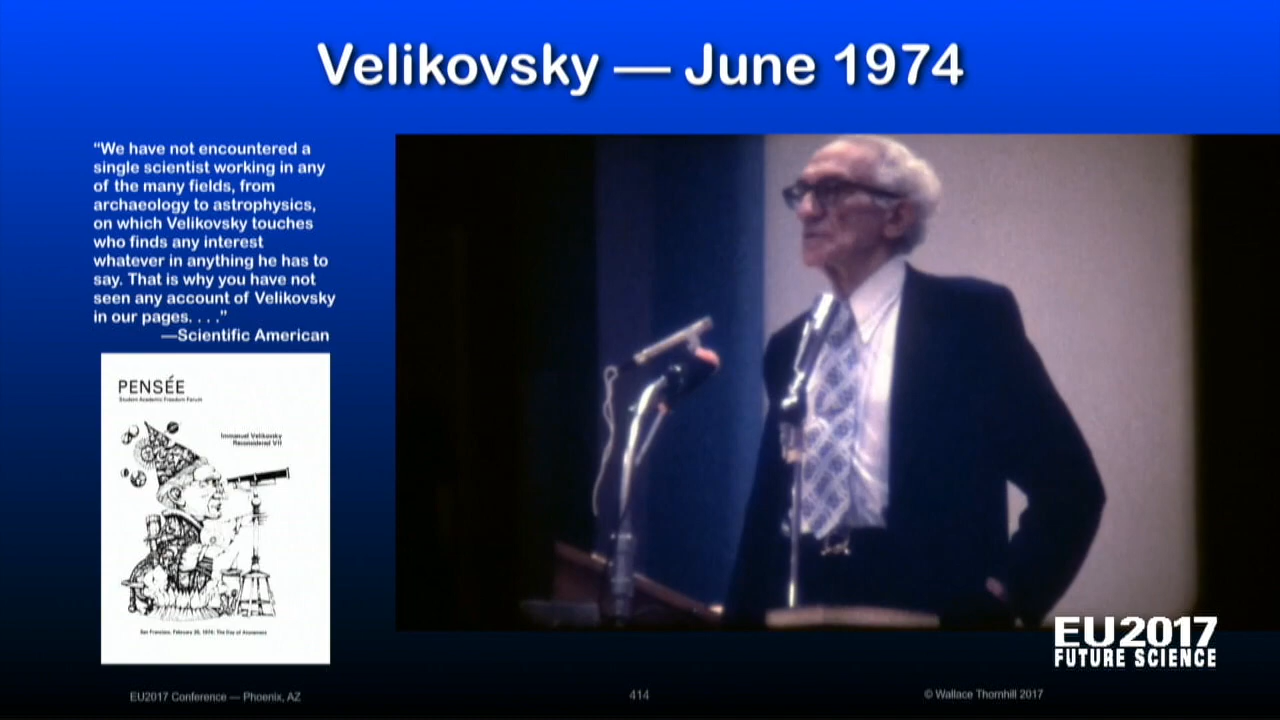 Velikovsky — June 1974
“We have not encountered a
single scientist working in any
of the many fields, from
archaeology to astrophysics,
on which Velikovsky touches
who finds any interest
whatever in anything he has to
say. That is why you have not
seen any account of Velikovsky
in our pages. . . .”
—Scientific American
PENSÉE
Student Academic Freedom Forum
Immanuel Velikovsky
Reconsidered VII
San Francisco, February 25, 1974: The Day of Atonement
EU2017
FUTURE SCIENCE
EU2017 Conference — Phoenix, AZ
414
© Wallace Thornhill 2017